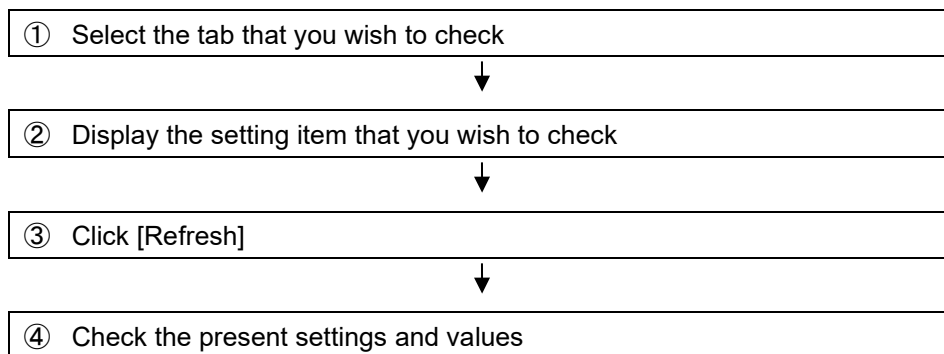 ① Select the tab that you wish to check
② Display the setting item that you wish to check
③ Click [Refresh]
④ Check the present settings and values